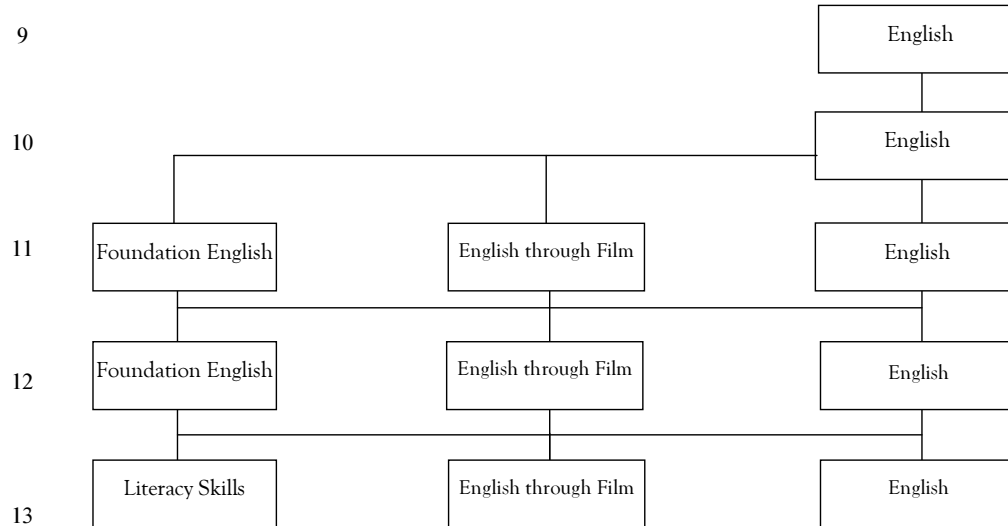 9
English
10
English
11
Foundation English
English through Film
English
12
Foundation English
English through Film
English
13
Literacy Skills
English through Film
English